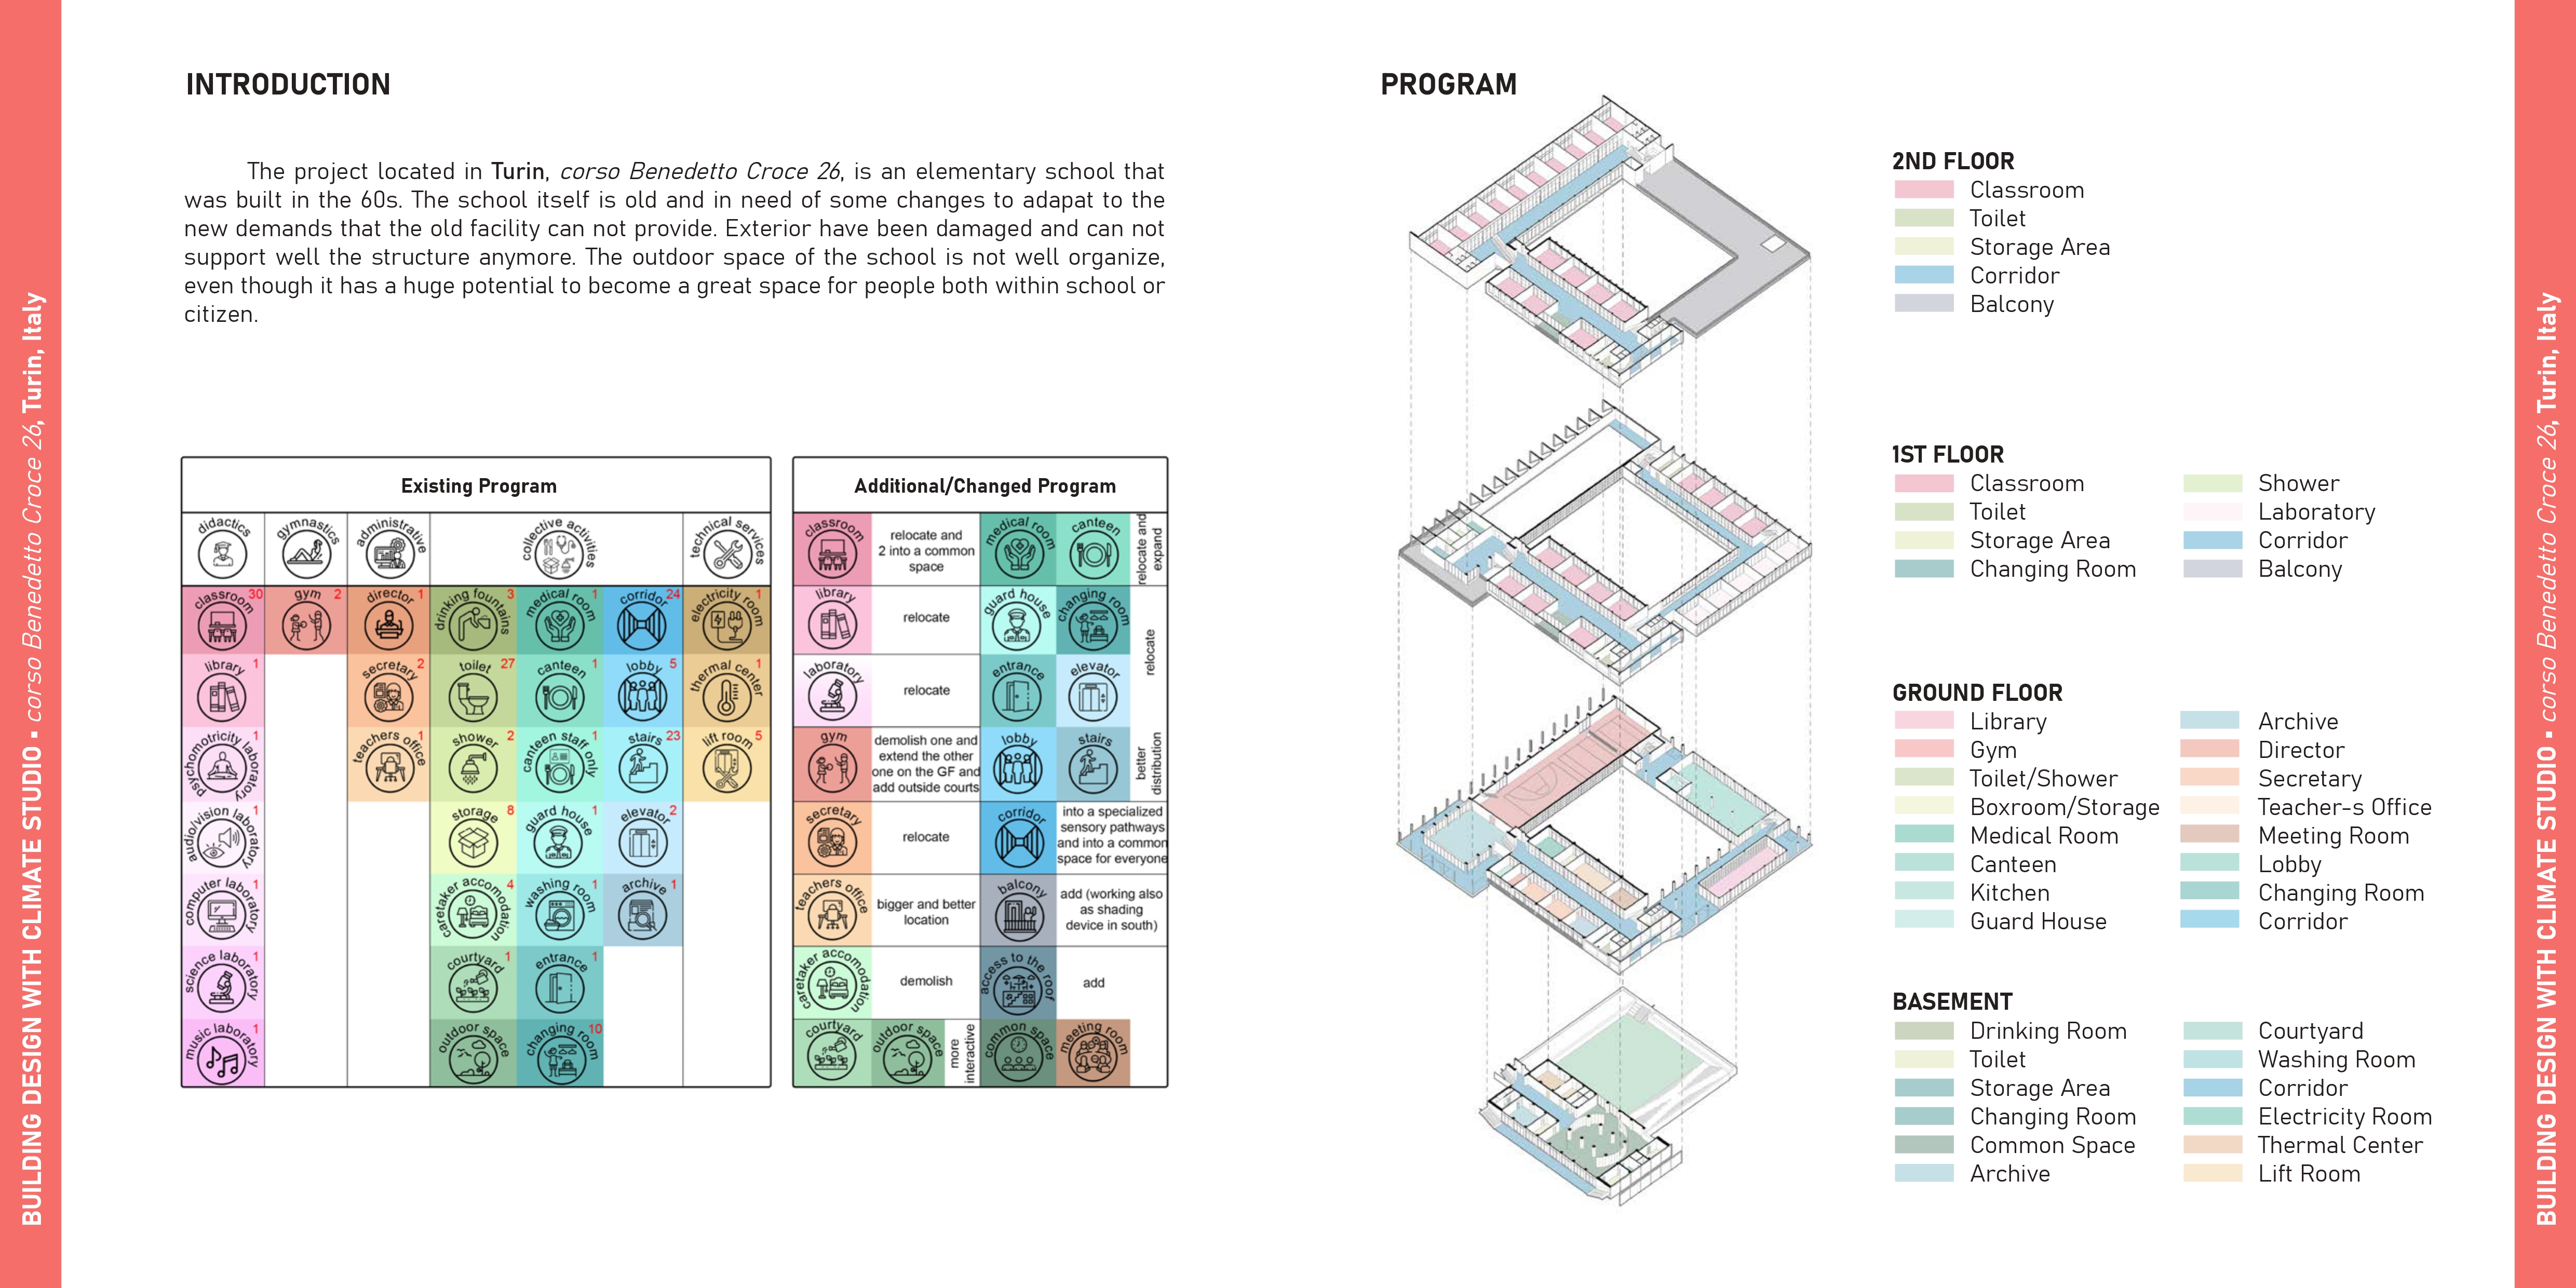 BUILDING DESIGN WITH CLIMATE STUDIO ▪ corso Benedetto Croce 26, Turin, Italy
INTRODUCTION
The project located in Turin, corso Benedetto Croce 26, is an elementary school that
was built in the 60s. The school itself is old and in need of some changes to adapat to the
new demands that the old facility can not provide. Exterior have been damaged and can not
support well the structure anymore. The outdoor space of the school is not well organize,
even though it has a huge potential to become a great space for people both within school or
citizen.
Existing Program
didactics
gymnastics
administrative
collective activities
technical services
classroom 30
gym 2
director 1
drinking fountains 3
medical room 1
corridor 24
electricity room 1
library 1
secretary 2
toilet 27
canteen 1
lobby 5
thermal center 1
psychomotricity laboratory 1
teachers office 1
shower 2
canteen staff only 1
stairs 23
lift room 5
audio/vision laboratory 1
storage 8
guard house 1
elevator 2
computer laboratory 1
caretaker accomodation 4
washing room 1
archive 1
science laboratory 1
courtyard 1
entrance 1
music laboratory 1
outdoor space
changing room 10
Additional/Changed Program
classroom
relocate and
2 into a common
space
medical room
canteen
relocate and
expand
library
relocate
guard house
changing room
relocate
laboratory
relocate
entrance
elevator
gym
demolish one and
extend the other
one on the GF and
add outside courts
lobby
stairs
better
distribution
secretary
relocate
corridor
into a specialized
sensory pathways
and into a common
space for everyone
teachers office
bigger and better
location
balcony
add (working also
as shading
device in south)
caretaker accomodation
demolish
access to the roof
add
courtyard
outdoor space
more
interactive
common space
meeting room
PROGRAM
2ND FLOOR
Classroom
Toilet
Storage Area
Corridor
Balcony
1ST FLOOR
Classroom
Toilet
Storage Area
Changing Room
Shower
Laboratory
Corridor
Balcony
GROUND FLOOR
Library
Gym
Toilet/Shower
Boxroom/Storage
Medical Room
Canteen
Kitchen
Guard House
Archive
Director
Secretary
Teacher-s Office
Meeting Room
Lobby
Changing Room
Corridor
BASEMENT
Drinking Room
Toilet
Storage Area
Changing Room
Common Space
Archive
Courtyard
Washing Room
Corridor
Electricity Room
Thermal Center
Lift Room
BUILDING DESIGN WITH CLIMATE STUDIO ▪ corso Benedetto Croce 26, Turin, Italy